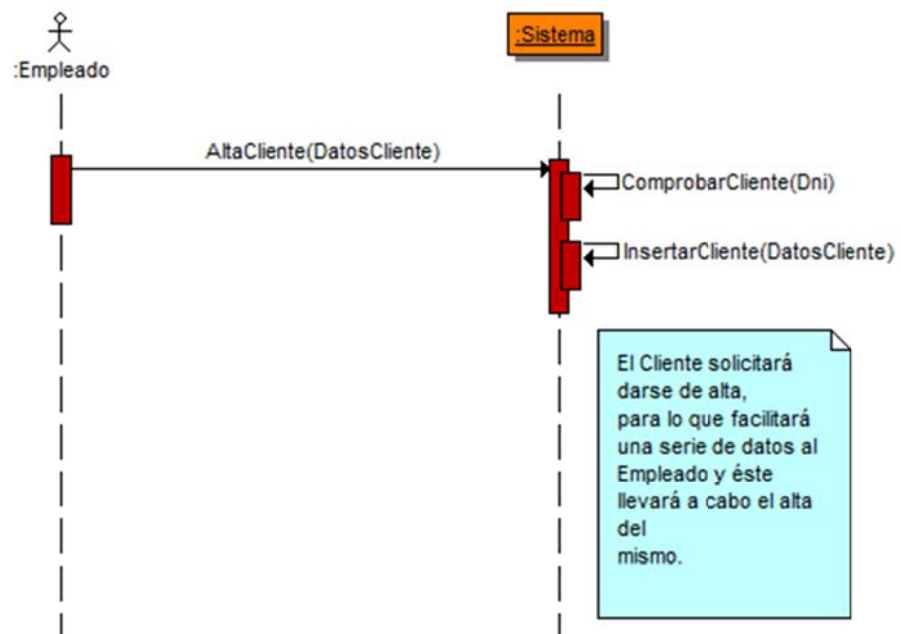 :Empleado
:Sistema
AltaCliente(DatosCliente)
ComprobarCliente(Dni)
InsertarCliente(DatosCliente)
El Cliente solicitará
darse de alta,
para lo que facilitará
una serie de datos al
Empleado y éste
llevará a cabo el alta
del
mismo.